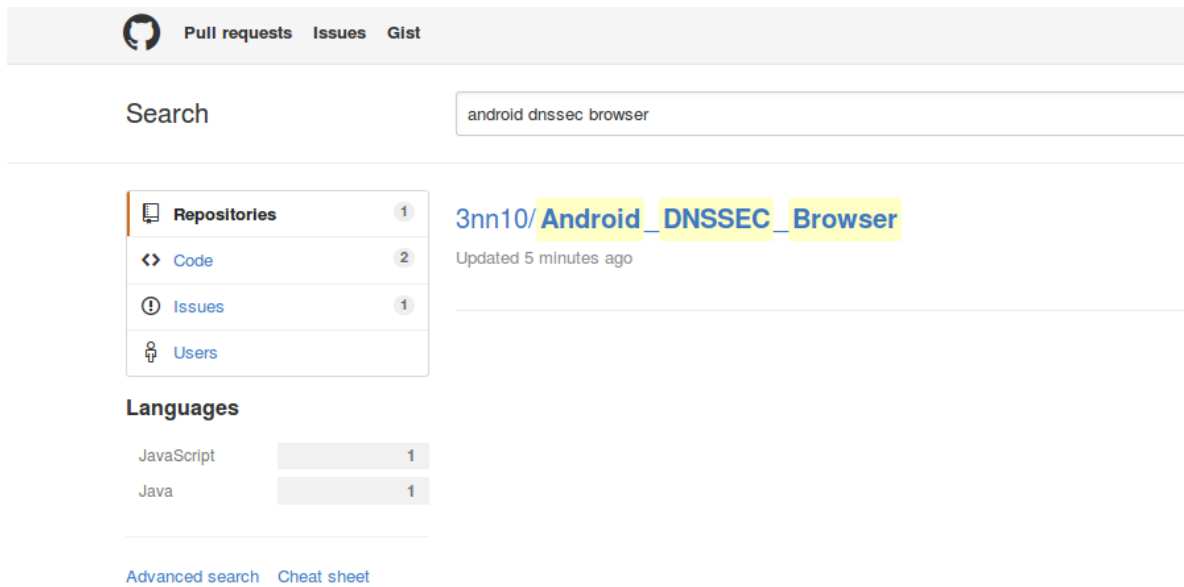 Pull requests Issues Gist
Search
android dnssec browser
Repositories 1
Code 2
Issues 1
Users
3nn10/Android_DNSSEC_Browser
Updated 5 minutes ago
Languages
JavaScript 1
Java 1
Advanced search Cheat sheet